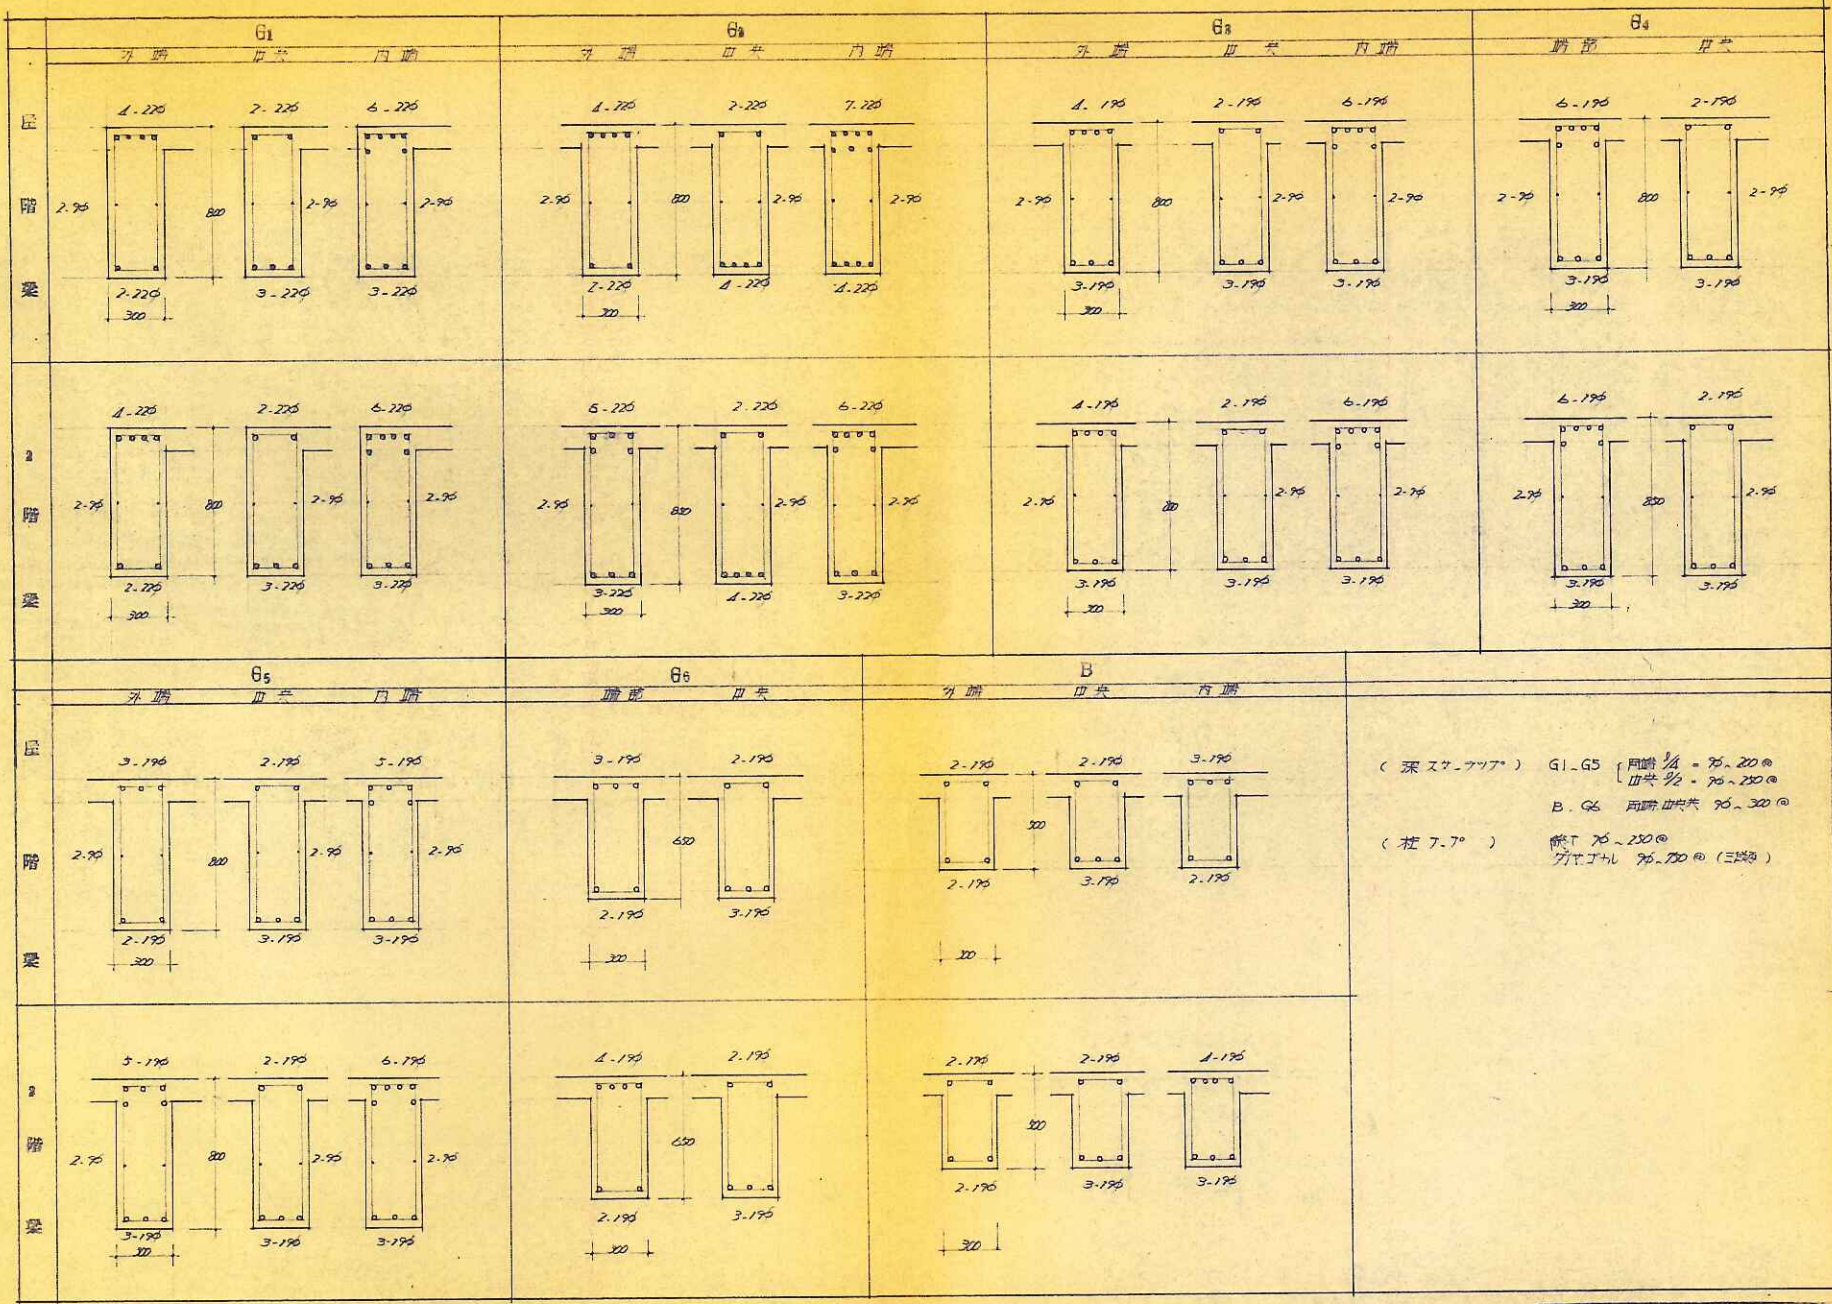 G1 G2 G3 G4
外端 中央 内端 外端 中央 内端 外端 中央 内端 端部 中央
屋階梁
4-22φ 2-22φ 6-22φ 4-22φ 2-22φ 7-22φ 4-19φ 2-19φ 6-19φ 6-19φ 2-19φ
2-9φ 800 2-9φ 2-9φ 2-9φ 800 2-9φ 2-9φ 2-9φ 800 2-9φ 2-9φ 2-9φ 800 2-9φ
2-22φ 3-22φ 3-22φ 2-22φ 4-22φ 4-22φ 3-19φ 3-19φ 3-19φ 3-19φ 3-19φ
300 300 300 300
2階梁
4-22φ 2-22φ 6-22φ 5-22φ 2-22φ 6-22φ 4-19φ 2-19φ 6-19φ 6-19φ 2-19φ
2-9φ 800 2-9φ 2-9φ 2-9φ 850 2-9φ 2-9φ 2-9φ 800 2-9φ 2-9φ 2-9φ 850 2-9φ
2-22φ 3-22φ 3-22φ 3-22φ 4-22φ 3-22φ 3-19φ 3-19φ 3-19φ 3-19φ 3-19φ
300 300 300 300
G5 G6 B
外端 中央 内端 端部 中央 外端 中央 内端
屋階梁
3-19φ 2-19φ 5-19φ 3-19φ 2-19φ 2-19φ 2-19φ 3-19φ
2-9φ 800 2-9φ 2-9φ 650 500
2-19φ 3-19φ 3-19φ 2-19φ 3-19φ 2-19φ 3-19φ 2-19φ
300 300 300
(梁スターラップ) G1-G5 両端 9φ-200@
中央 9φ-250@
B. G6 両端中央共 9φ-300@
(柱フープ) 9φ-250@
2階梁
5-19φ 2-19φ 6-19φ 4-19φ 2-19φ 2-19φ 2-19φ 4-19φ
2-9φ 800 2-9φ 2-9φ 650 500
3-19φ 3-19φ 3-19φ 2-19φ 3-19φ 2-19φ 3-19φ 3-19φ
300 300 300